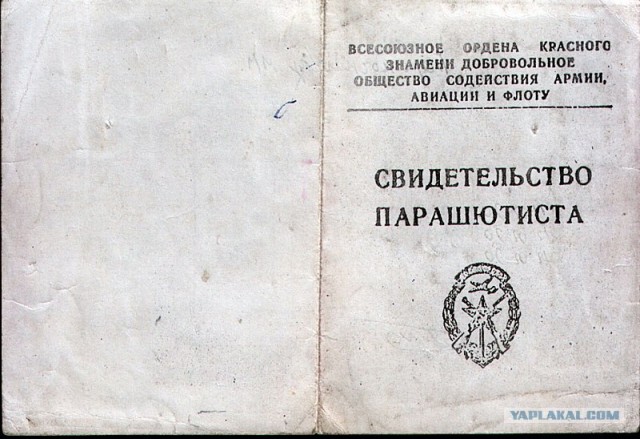 ВСЕСОЮЗНОЕ ОРДЕНА КРАСНОГО
ЗНАМЕНИ ДОБРОВОЛЬНОЕ
ОБЩЕСТВО СОДЕЙСТВИЯ АРМИИ,
АВИАЦИИ И ФЛОТУ
СВИДЕТЕЛЬСТВО
ПАРАШЮТИСТА
YAPLAKAL.COM